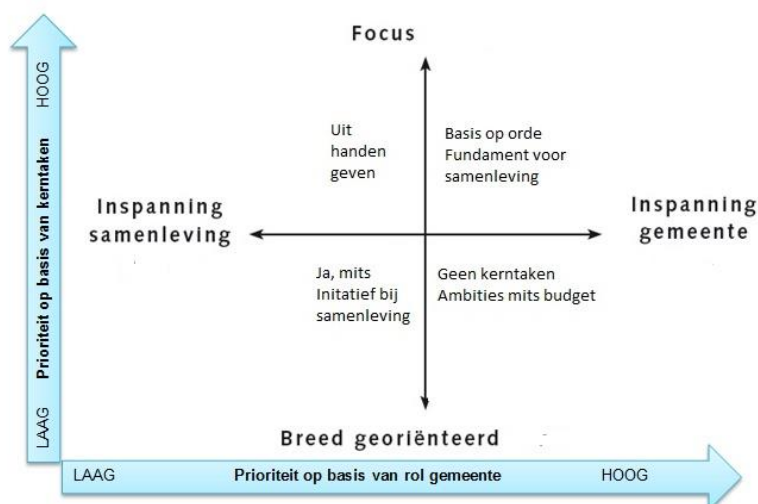 Focus
HOOG
Prioriteit op basis van kerntaken
LAAG
Uit
handen
geven
Basis op orde
Fundament voor
samenleving
Inspanning
samenleving
Inspanning
gemeente
Ja, mits
Initatief bij
samenleving
Geen kerntaken
Ambities mits budget
Breed georiënteerd
LAAG
Prioriteit op basis van rol gemeente
HOOG